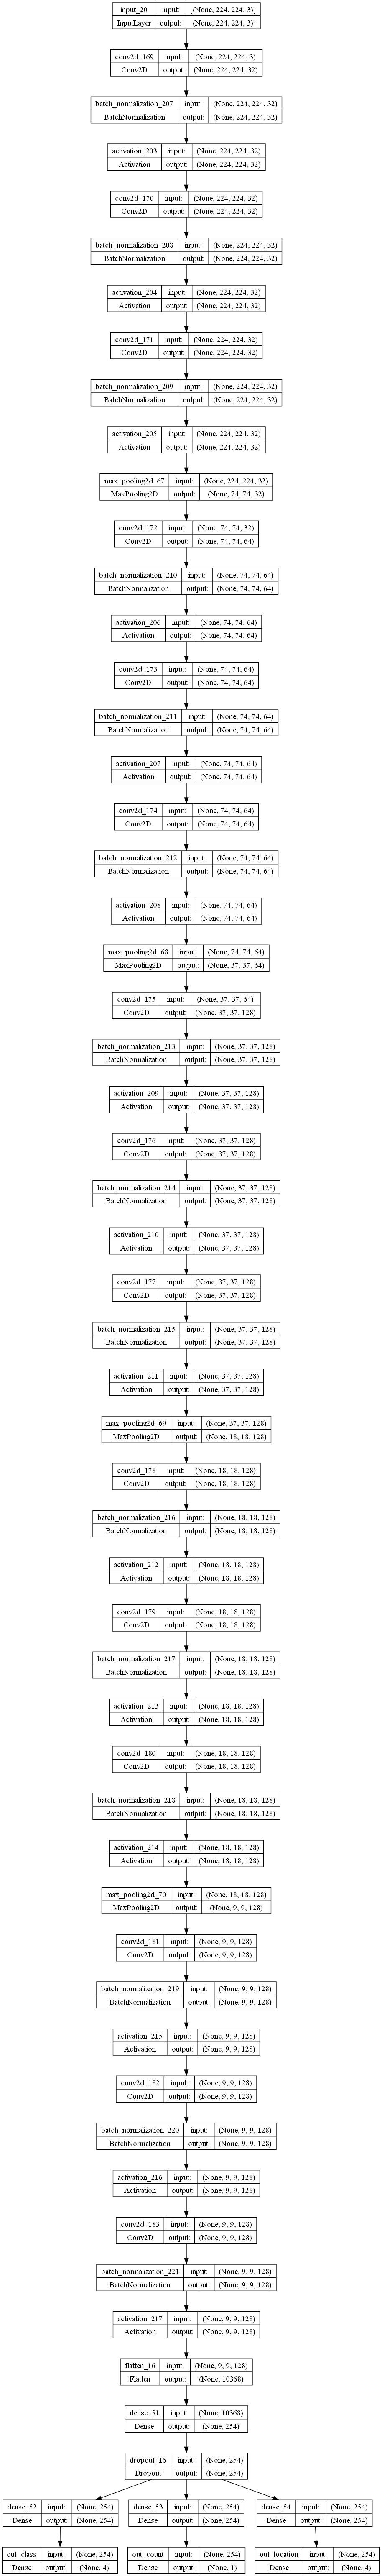 input_20 input: [(None, 224, 224, 3)]
InputLayer output: [(None, 224, 224, 3)]
conv2d_169 input: (None, 224, 224, 3)
Conv2D output: (None, 224, 224, 32)
batch_normalization_207 input: (None, 224, 224, 32)
BatchNormalization output: (None, 224, 224, 32)
activation_203 input: (None, 224, 224, 32)
Activation output: (None, 224, 224, 32)
conv2d_170 input: (None, 224, 224, 32)
Conv2D output: (None, 224, 224, 32)
batch_normalization_208 input: (None, 224, 224, 32)
BatchNormalization output: (None, 224, 224, 32)
activation_204 input: (None, 224, 224, 32)
Activation output: (None, 224, 224, 32)
conv2d_171 input: (None, 224, 224, 32)
Conv2D output: (None, 224, 224, 32)
batch_normalization_209 input: (None, 224, 224, 32)
BatchNormalization output: (None, 224, 224, 32)
activation_205 input: (None, 224, 224, 32)
Activation output: (None, 224, 224, 32)
max_pooling2d_67 input: (None, 224, 224, 32)
MaxPooling2D output: (None, 74, 74, 32)
conv2d_172 input: (None, 74, 74, 32)
Conv2D output: (None, 74, 74, 64)
batch_normalization_210 input: (None, 74, 74, 64)
BatchNormalization output: (None, 74, 74, 64)
activation_206 input: (None, 74, 74, 64)
Activation output: (None, 74, 74, 64)
conv2d_173 input: (None, 74, 74, 64)
Conv2D output: (None, 74, 74, 64)
batch_normalization_211 input: (None, 74, 74, 64)
BatchNormalization output: (None, 74, 74, 64)
activation_207 input: (None, 74, 74, 64)
Activation output: (None, 74, 74, 64)
conv2d_174 input: (None, 74, 74, 64)
Conv2D output: (None, 74, 74, 64)
batch_normalization_212 input: (None, 74, 74, 64)
BatchNormalization output: (None, 74, 74, 64)
activation_208 input: (None, 74, 74, 64)
Activation output: (None, 74, 74, 64)
max_pooling2d_68 input: (None, 74, 74, 64)
MaxPooling2D output: (None, 37, 37, 64)
conv2d_175 input: (None, 37, 37, 64)
Conv2D output: (None, 37, 37, 128)
batch_normalization_213 input: (None, 37, 37, 128)
BatchNormalization output: (None, 37, 37, 128)
activation_209 input: (None, 37, 37, 128)
Activation output: (None, 37, 37, 128)
conv2d_176 input: (None, 37, 37, 128)
Conv2D output: (None, 37, 37, 128)
batch_normalization_214 input: (None, 37, 37, 128)
BatchNormalization output: (None, 37, 37, 128)
activation_210 input: (None, 37, 37, 128)
Activation output: (None, 37, 37, 128)
conv2d_177 input: (None, 37, 37, 128)
Conv2D output: (None, 37, 37, 128)
batch_normalization_215 input: (None, 37, 37, 128)
BatchNormalization output: (None, 37, 37, 128)
activation_211 input: (None, 37, 37, 128)
Activation output: (None, 37, 37, 128)
max_pooling2d_69 input: (None, 37, 37, 128)
MaxPooling2D output: (None, 18, 18, 128)
conv2d_178 input: (None, 18, 18, 128)
Conv2D output: (None, 18, 18, 128)
batch_normalization_216 input: (None, 18, 18, 128)
BatchNormalization output: (None, 18, 18, 128)
activation_212 input: (None, 18, 18, 128)
Activation output: (None, 18, 18, 128)
conv2d_179 input: (None, 18, 18, 128)
Conv2D output: (None, 18, 18, 128)
batch_normalization_217 input: (None, 18, 18, 128)
BatchNormalization output: (None, 18, 18, 128)
activation_213 input: (None, 18, 18, 128)
Activation output: (None, 18, 18, 128)
conv2d_180 input: (None, 18, 18, 128)
Conv2D output: (None, 18, 18, 128)
batch_normalization_218 input: (None, 18, 18, 128)
BatchNormalization output: (None, 18, 18, 128)
activation_214 input: (None, 18, 18, 128)
Activation output: (None, 18, 18, 128)
max_pooling2d_70 input: (None, 18, 18, 128)
MaxPooling2D output: (None, 9, 9, 128)
conv2d_181 input: (None, 9, 9, 128)
Conv2D output: (None, 9, 9, 128)
batch_normalization_219 input: (None, 9, 9, 128)
BatchNormalization output: (None, 9, 9, 128)
activation_215 input: (None, 9, 9, 128)
Activation output: (None, 9, 9, 128)
conv2d_182 input: (None, 9, 9, 128)
Conv2D output: (None, 9, 9, 128)
batch_normalization_220 input: (None, 9, 9, 128)
BatchNormalization output: (None, 9, 9, 128)
activation_216 input: (None, 9, 9, 128)
Activation output: (None, 9, 9, 128)
conv2d_183 input: (None, 9, 9, 128)
Conv2D output: (None, 9, 9, 128)
batch_normalization_221 input: (None, 9, 9, 128)
BatchNormalization output: (None, 9, 9, 128)
activation_217 input: (None, 9, 9, 128)
Activation output: (None, 9, 9, 128)
flatten_16 input: (None, 9, 9, 128)
Flatten output: (None, 10368)
dense_51 input: (None, 10368)
Dense output: (None, 254)
dropout_16 input: (None, 254)
Dropout output: (None, 254)
dense_52 input: (None, 254) dense_53 input: (None, 254) dense_54 input: (None, 254)
Dense output: (None, 254) Dense output: (None, 254) Dense output: (None, 254)
out_class input: (None, 254) out_count input: (None, 254) out_location input: (None, 254)
Dense output: (None, 4) Dense output: (None, 1) Dense output: (None, 4)